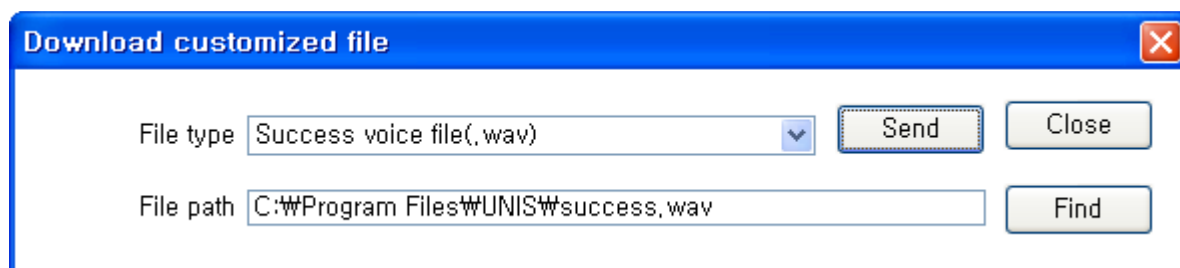 Download customized file
File type Success voice file(.wav) Send Close
File path C:₩Program Files₩UNIS₩success.wav Find